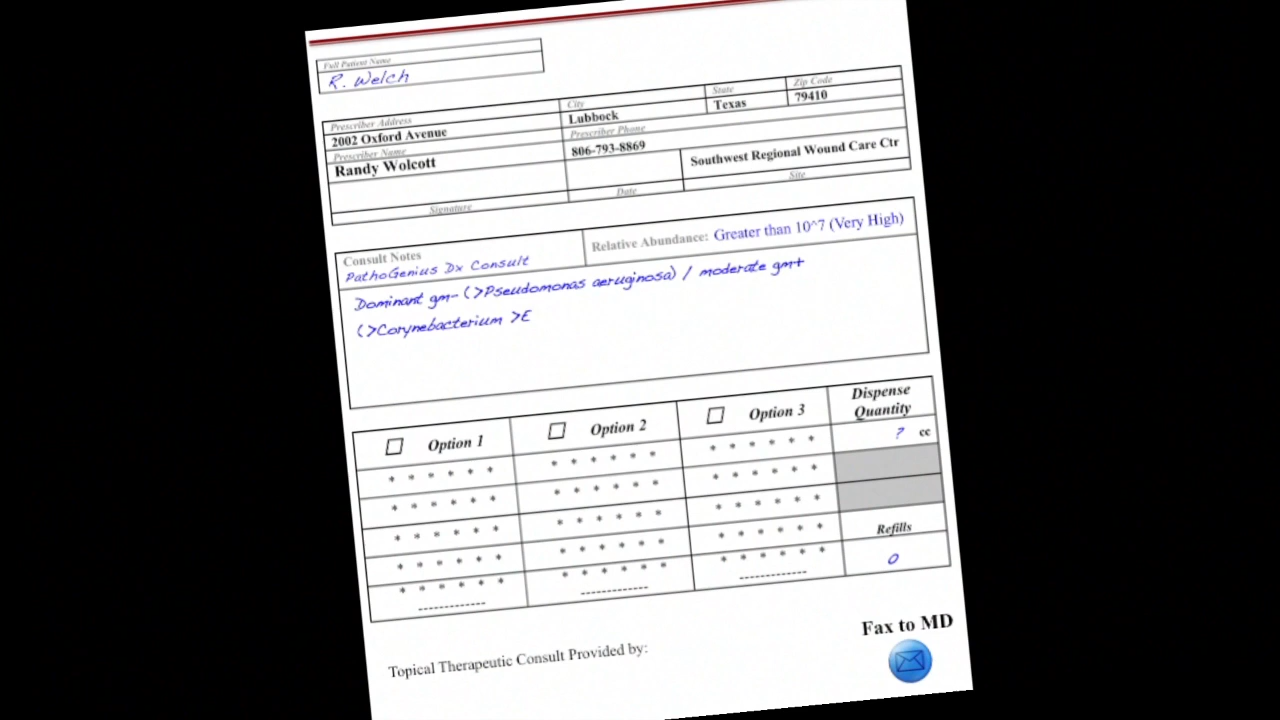 Full Patient Name
R. Welch
Prescriber Address City State Zip Code
2002 Oxford Avenue Lubbock Texas 79410
Prescriber Name Prescriber Phone
Randy Wolcott 806-793-8869
Southwest Regional Wound Care Ctr
Signature Date Site
Consult Notes Relative Abundance: Greater than 10^7 (Very High)
PathoGenius Dx Consult
Dominant gm- (>Pseudomonas aeruginosa) / moderate gm+
(>Corynebacterium >E
Option 1 Option 2 Option 3 Dispense
Quantity
* * * * * * * * * * * * * * * * * * ? cc
* * * * * * * * * * * * * * * * * *
* * * * * * * * * * * * * * * * * *
* * * * * * * * * * * * * * * * * * Refills
* * * * * * * * * * * * * * * * * * 0
------------- ------------- -------------
Fax to MD
Topical Therapeutic Consult Provided by: